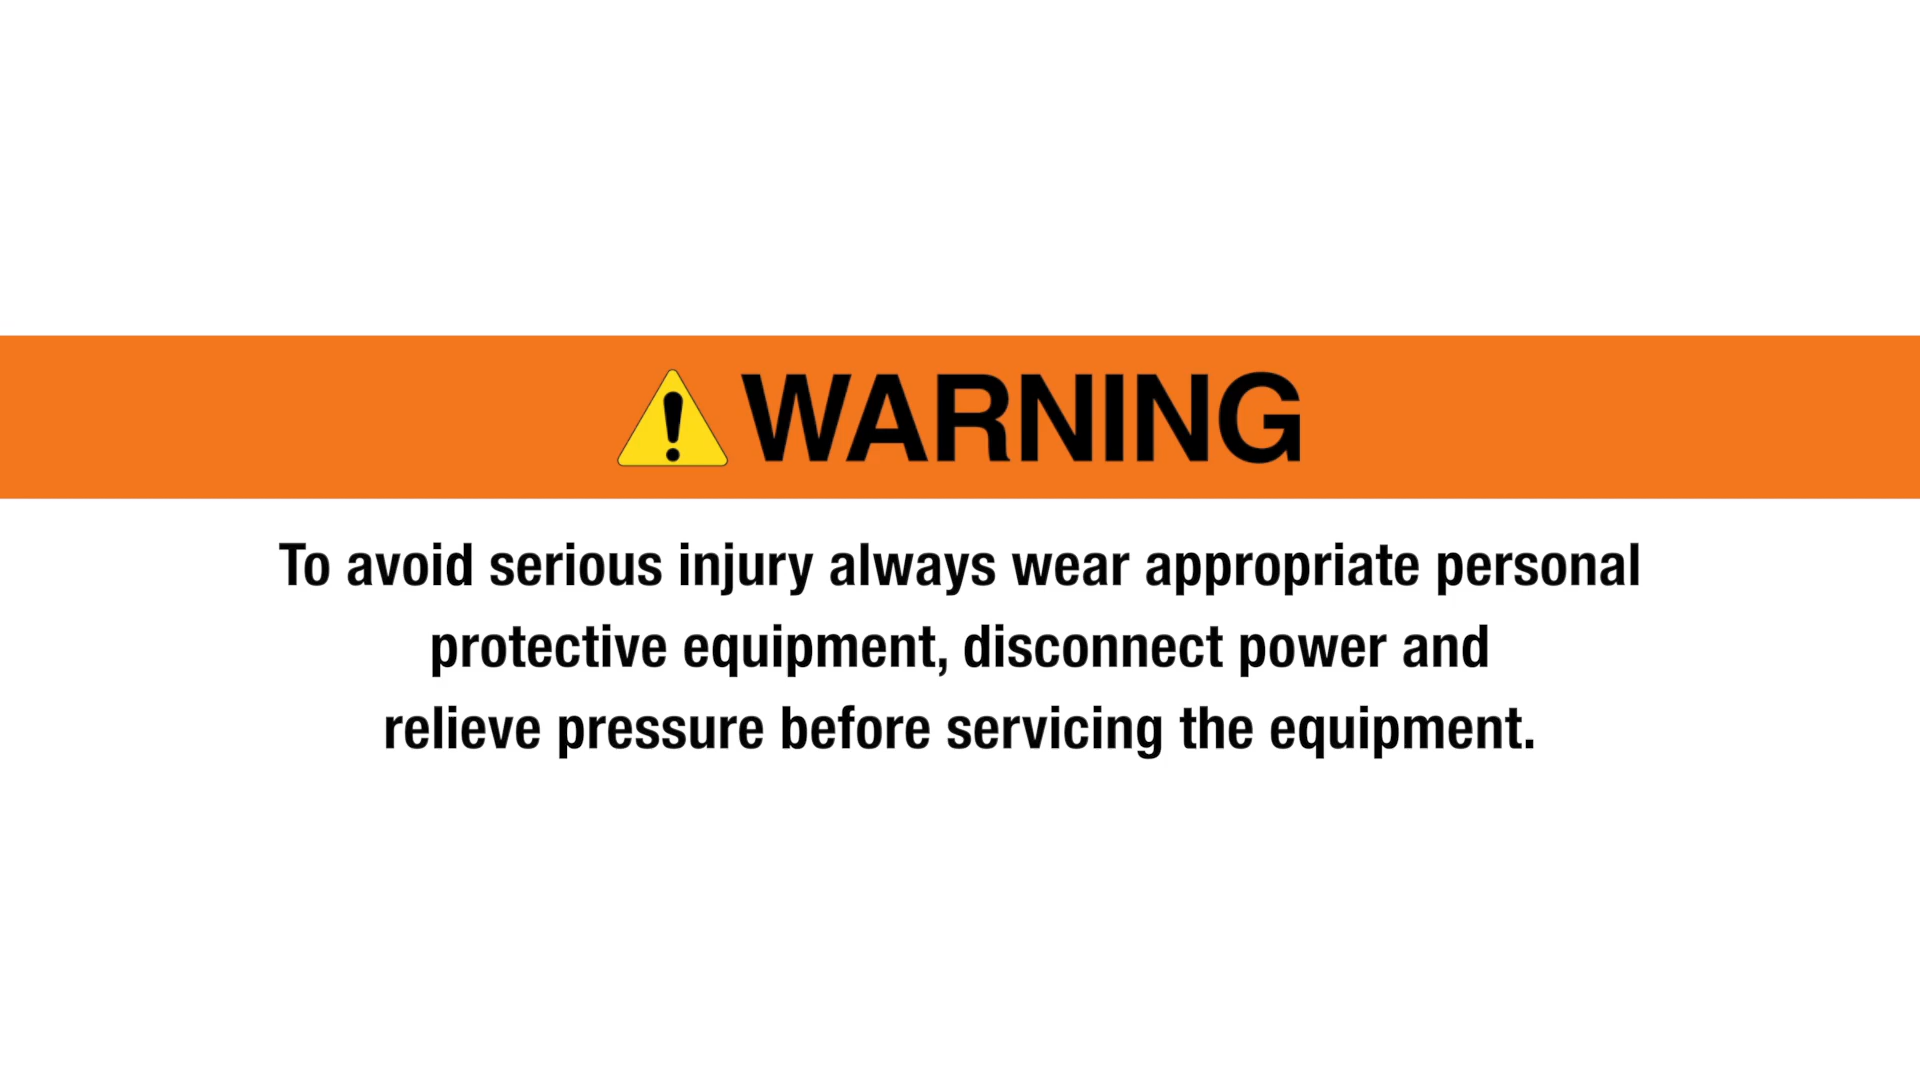 WARNING
To avoid serious injury always wear appropriate personal
protective equipment, disconnect power and
relieve pressure before servicing the equipment.